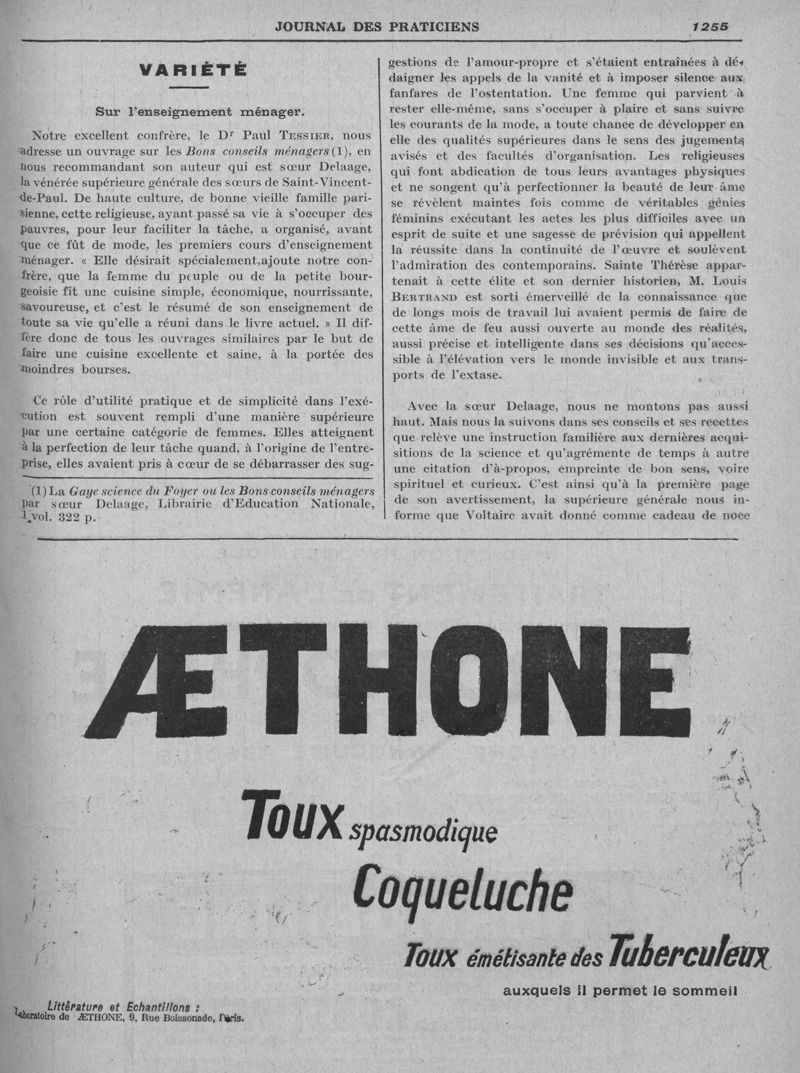 JOURNAL DES PRATICIENS 1255
VARIÉTÉ
Sur l'enseignement ménager.
Notre excellent confrère, le Dr Paul TESSIER, nous
adresse un ouvrage sur les Bons conseils ménagers (1), en
nous recommandant son auteur qui est sœur Delaage,
la vénérée supérieure générale des sœurs de Saint-Vincent-
de-Paul. De haute culture, de bonne vieille famille pari-
sienne, cette religieuse, ayant passé sa vie à s'occuper des
pauvres, pour leur faciliter la tâche, a organisé, avant
que ce fût de mode, les premiers cours d'enseignement
ménager. « Elle désirait spécialement, ajoute notre con-
frère, que la femme du peuple ou de la petite bour-
geoisie fit une cuisine simple, économique, nourrissante,
savoureuse, et c'est le résumé de son enseignement de
toute sa vie qu'elle a réuni dans le livre actuel. » Il dif-
fère donc de tous les ouvrages similaires par le but de
faire une cuisine excellente et saine, à la portée des
moindres bourses.
Ce rôle d'utilité pratique et de simplicité dans l'exé-
cution est souvent rempli d'une manière supérieure
par une certaine catégorie de femmes. Elles atteignent
à la perfection de leur tâche quand, à l'origine de l'entre-
prise, elles avaient pris à cœur de se débarrasser des sug-
(1) La Gaye science du Foyer ou les Bons conseils ménagers
par sœur Delaage, Librairie d'Education Nationale,
1 vol. 322 p.
gestions de l'amour-propre et s'étaient entraînées à dé-
daigner les appels de la vanité et à imposer silence aux
fanfares de l'ostentation. Une femme qui parvient à
rester elle-même, sans s'occuper à plaire et sans suivre
les courants de la mode, a toute chance de développer en
elle des qualités supérieures dans le sens des jugements
avisés et des facultés d'organisation. Les religieuses
qui font abdication de tous leurs avantages physiques
et ne songent qu'à perfectionner la beauté de leur âme
se révèlent maintes fois comme de véritables génies
féminins exécutant les actes les plus difficiles avec un
esprit de suite et une sagesse de prévision qui appellent
la réussite dans la continuité de l'œuvre et soulèvent
l'admiration des contemporains. Sainte Thérèse appar-
tenait à cette élite et son dernier historien, M. Louis
BERTRAND est sorti émerveillé de la connaissance que
de longs mois de travail lui avaient permis de faire de
cette âme de feu aussi ouverte au monde des réalités,
aussi précise et intelligente dans ses décisions qu'acces-
sible à l'élévation vers le monde invisible et aux trans-
ports de l'extase.
Avec la sœur Delaage, nous ne montons pas aussi
haut. Mais nous la suivons dans ses conseils et ses recettes
que relève une instruction familière aux dernières acqui-
sitions de la science et qu'agrémente de temps à autre
une citation d'à-propos, empreinte de bon sens, voire
spirituel et curieux. C'est ainsi qu'à la première page
de son avertissement, la supérieure générale nous in-
forme que Voltaire avait donné comme cadeau de noce
ÆTHONE
Toux spasmodique
Coqueluche
Toux émétisante des Tuberculeux
auxquels il permet le sommeil
Littérature et Echantillons :
Laboratoire de ÆTHONE, 9, Rue Boissonade, Paris.